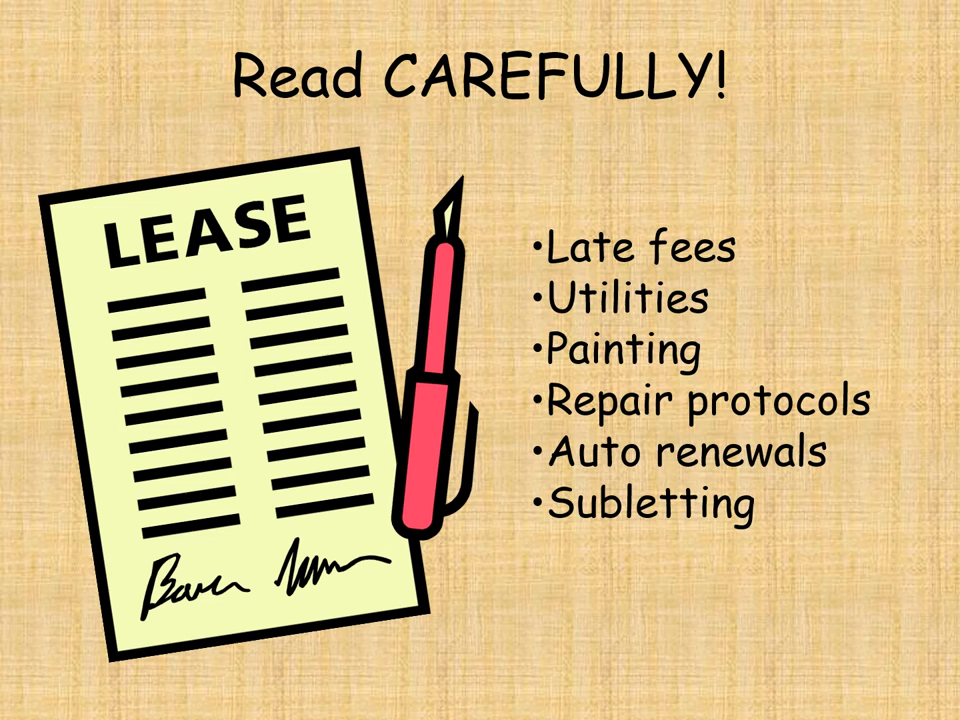 Read CAREFULLY!
LEASE
•Late fees
•Utilities
•Painting
•Repair protocols
•Auto renewals
•Subletting